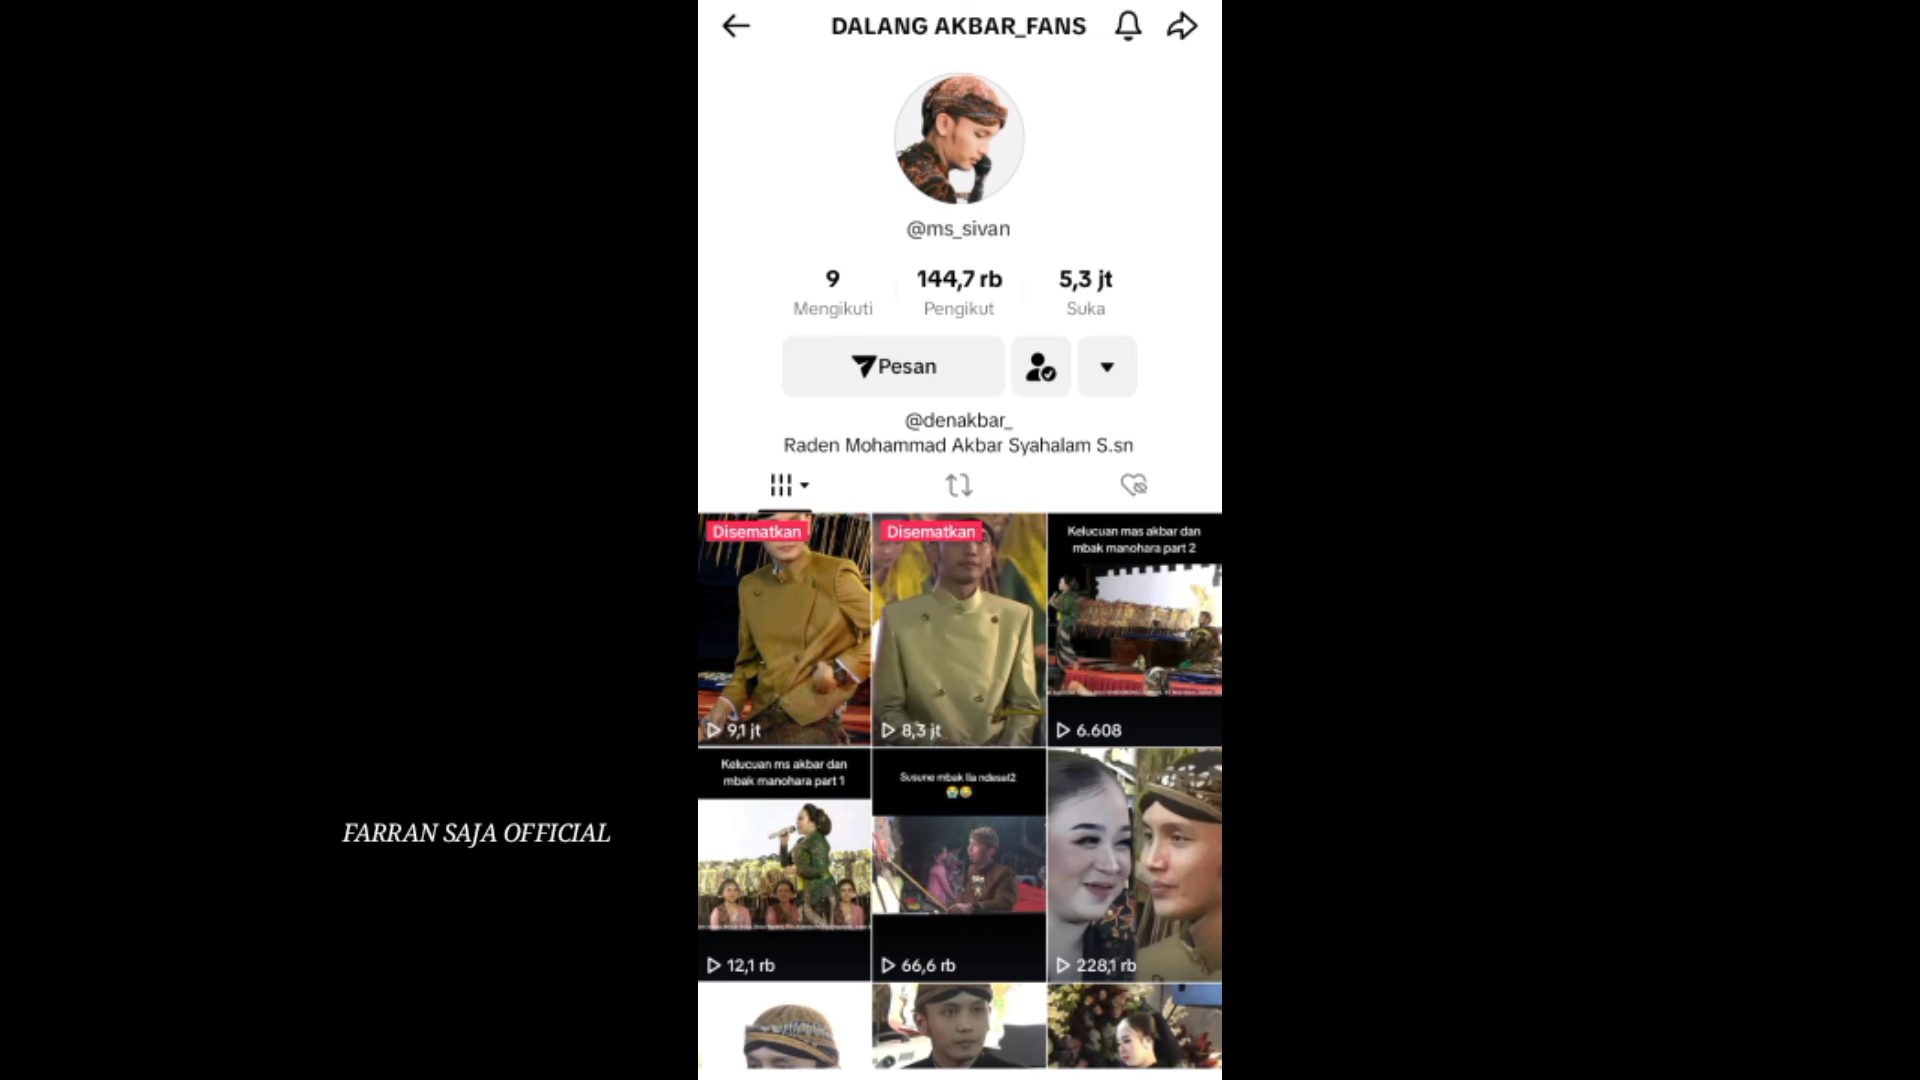 DALANG AKBAR_FANS
@ms_sivan
9
144,7 rb
5,3 jt
Mengikuti
Pengikut
Suka
Pesan
@denakbar_
Raden Mohammad Akbar Syahalam S.sn
Disematkan
9,1 jt
Disematkan
8,3 jt
Kelucuan mas akbar dan
mbak manohara part 2
6.608
Kelucuan ms akbar dan
mbak manohara part 1
12,1 rb
Susune mbak lia ndesat2
66,6 rb
228,1 rb
FARRAN SAJA OFFICIAL